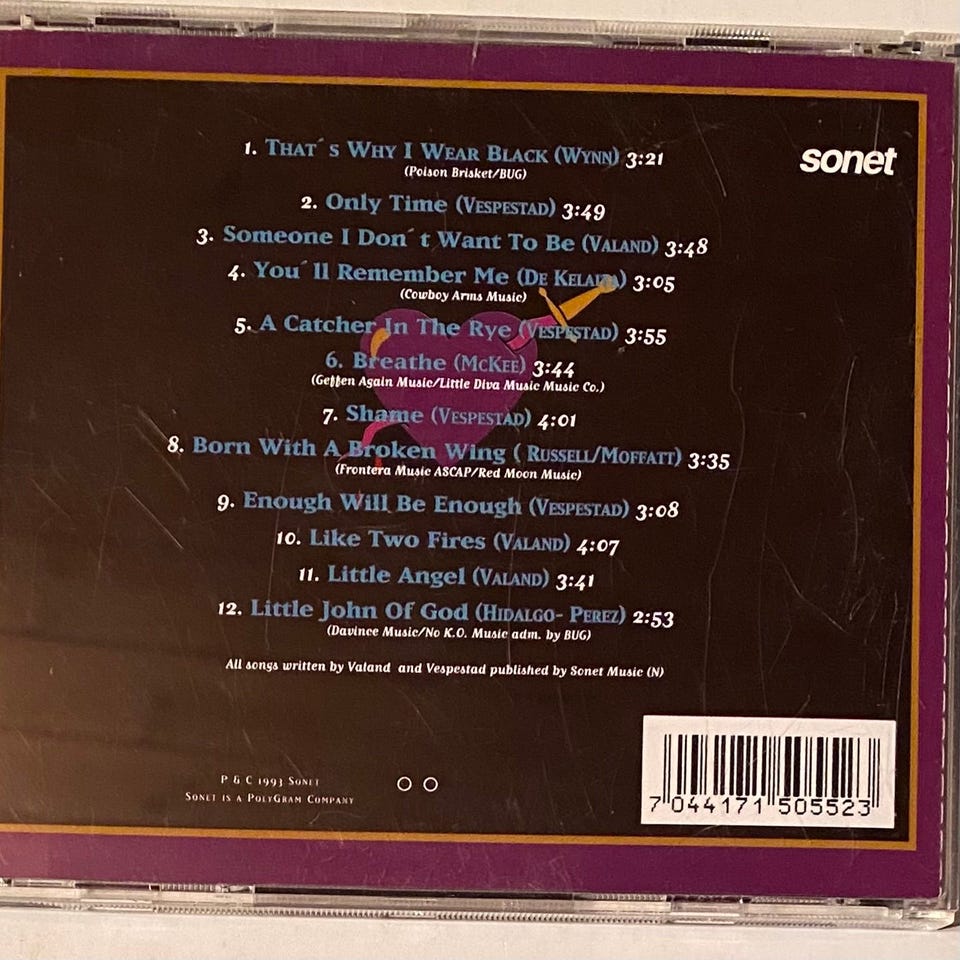 1. That´s Why I Wear Black (Wynn) 3:21
(Poison Brisket/BUG)
sonet
2. Only Time (Vespestad) 3:49
3. Someone I Don´t Want To Be (Valand) 3:48
4. You´ll Remember Me (De Kelaita) 3:05
(Cowboy Arms Music)
5. A Catcher In The Rye (Vespestad) 3:55
6. Breathe (McKee) 3:44
(Geffen Again Music/Little Diva Music Music Co.)
7. Shame (Vespestad) 4:01
8. Born With A Broken Wing ( Russell/Moffatt) 3:35
(Frontera Music ASCAP/Red Moon Music)
9. Enough Will Be Enough (Vespestad) 3:08
10. Like Two Fires (Valand) 4:07
11. Little Angel (Valand) 3:41
12. Little John Of God (Hidalgo- Perez) 2:53
(Davince Music/No K.O. Music adm. by BUG)
All songs written by Valand and Vespestad published by Sonet Music (N)
P & C 1993 Sonet
Sonet is a PolyGram Company
7 044171 505523